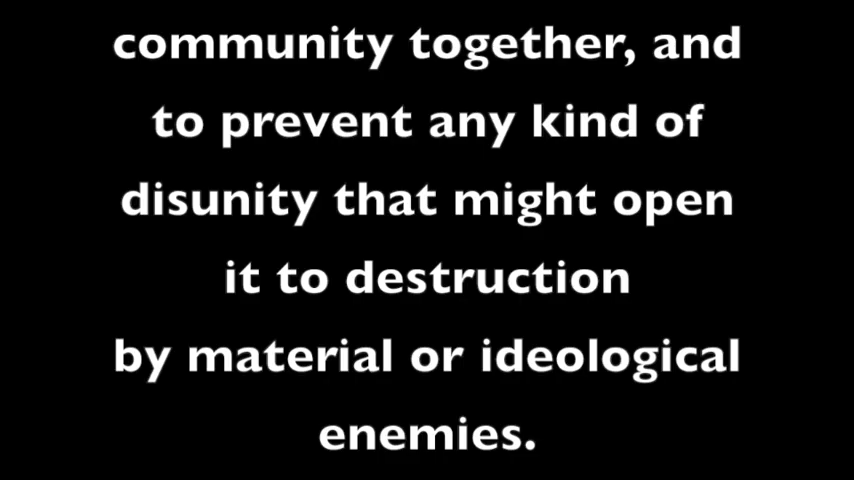 community together, and
to prevent any kind of
disunity that might open
it to destruction
by material or ideological
enemies.